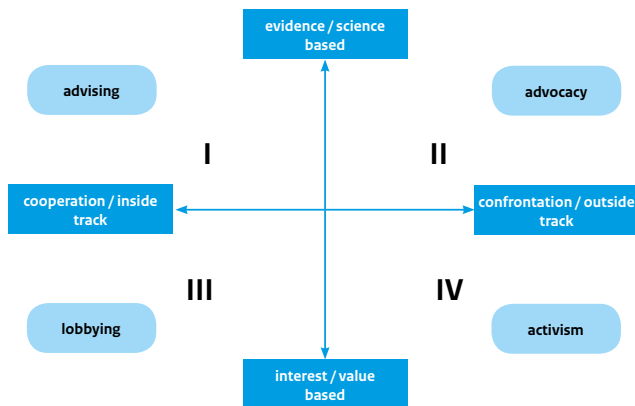 evidence / science
based
advising
advocacy
I
II
cooperation / inside
track
confrontation / outside
track
III
IV
lobbying
activism
interest / value
based